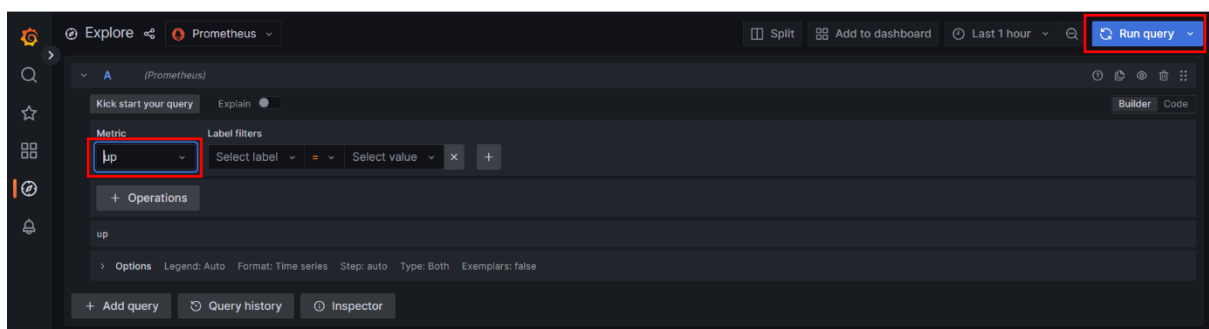 Explore Prometheus Split Add to dashboard Last 1 hour Run query
A (Prometheus)
Kick start your query Explain Builder Code
Metric Label filters
up Select label = Select value × +
+ Operations
up
> Options Legend: Auto Format: Time series Step: auto Type: Both Exemplars: false
+ Add query Query history Inspector